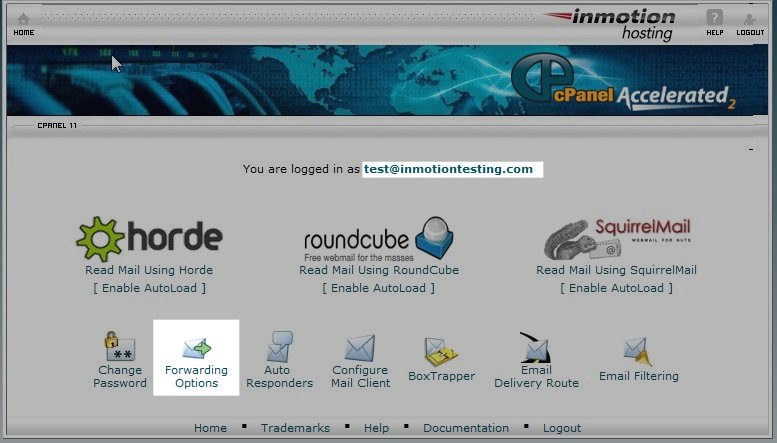 inmotion
hosting
HOME
HELP
LOGOUT
cPanel Accelerated2
CPANEL 11
You are logged in as test@inmotiontesting.com
horde
roundcube
Free webmail for the masses
SquirrelMail
WEBMAIL FOR NUTS
Read Mail Using Horde
Read Mail Using RoundCube
Read Mail Using SquirrelMail
[ Enable AutoLoad ]
[ Enable AutoLoad ]
[ Enable AutoLoad ]
**
Change
Password
Forwarding
Options
Auto
Responders
Configure
Mail Client
BoxTrapper
Email
Delivery Route
Email Filtering
Home ▪ Trademarks ▪ Help ▪ Documentation ▪ Logout